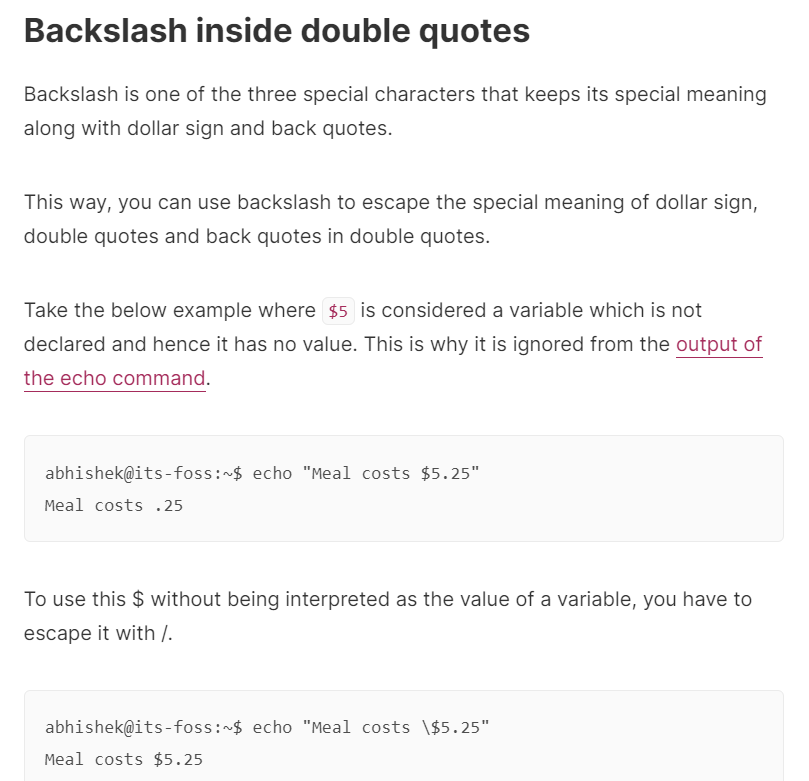 Backslash inside double quotes
Backslash is one of the three special characters that keeps its special meaning
along with dollar sign and back quotes.
This way, you can use backslash to escape the special meaning of dollar sign,
double quotes and back quotes in double quotes.
Take the below example where $5 is considered a variable which is not
declared and hence it has no value. This is why it is ignored from the output of
the echo command.
abhishek@its-foss:~$ echo "Meal costs $5.25"
Meal costs .25
To use this $ without being interpreted as the value of a variable, you have to
escape it with /.
abhishek@its-foss:~$ echo "Meal costs \$5.25"
Meal costs $5.25